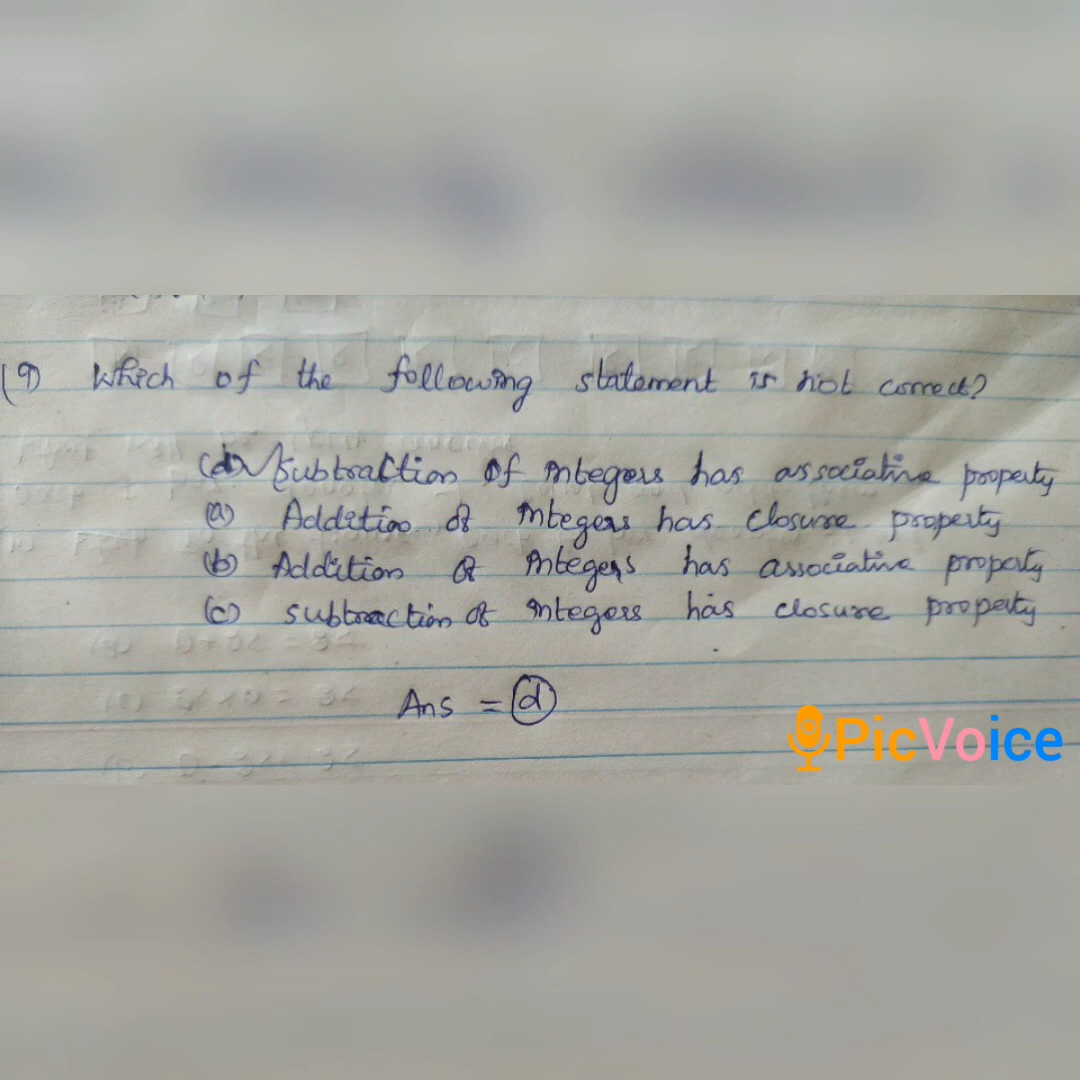 (9) Which of the following statement is not correct?
(d) Subtraction of integers has associative property
(a) Addition of integers has closure property
(b) Addition of integers has associative property
(c) subtraction of integers has closure property
Ans = (d)
PicVoice